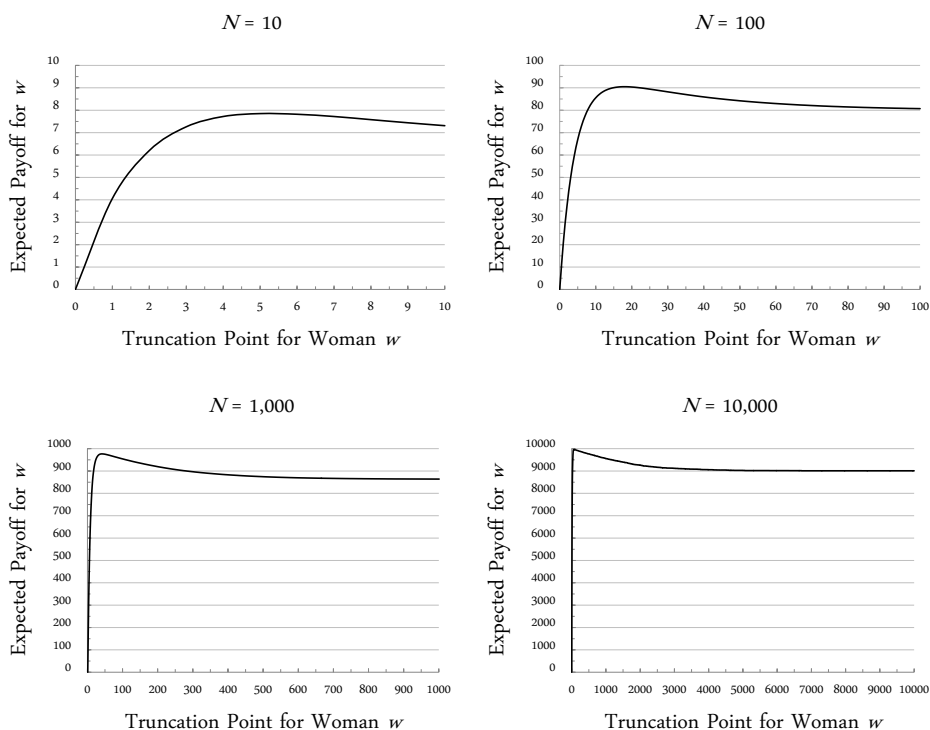 N = 10
Expected Payoff for w
10
9
8
7
6
5
4
3
2
1
0
0 1 2 3 4 5 6 7 8 9 10
Truncation Point for Woman w
N = 100
Expected Payoff for w
100
90
80
70
60
50
40
30
20
10
0
0 10 20 30 40 50 60 70 80 90 100
Truncation Point for Woman w
N = 1,000
Expected Payoff for w
1000
900
800
700
600
500
400
300
200
100
0
0 100 200 300 400 500 600 700 800 900 1000
Truncation Point for Woman w
N = 10,000
Expected Payoff for w
10000
9000
8000
7000
6000
5000
4000
3000
2000
1000
0
0 1000 2000 3000 4000 5000 6000 7000 8000 9000 10000
Truncation Point for Woman w